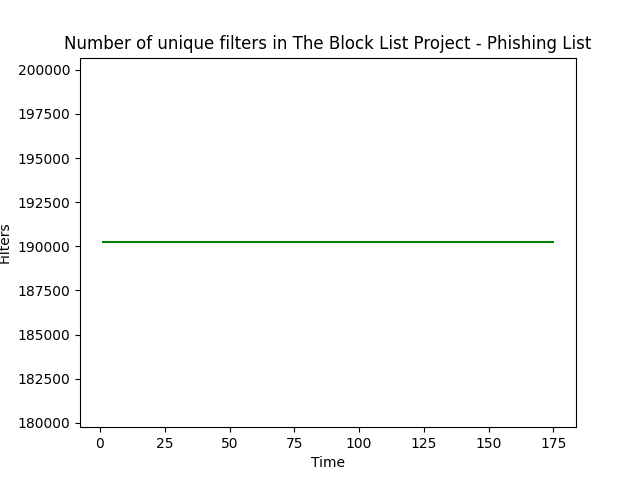 Number of unique filters in The Block List Project - Phishing List
200000
197500
195000
192500
190000
187500
185000
182500
180000
Filters
0 25 50 75 100 125 150 175
Time